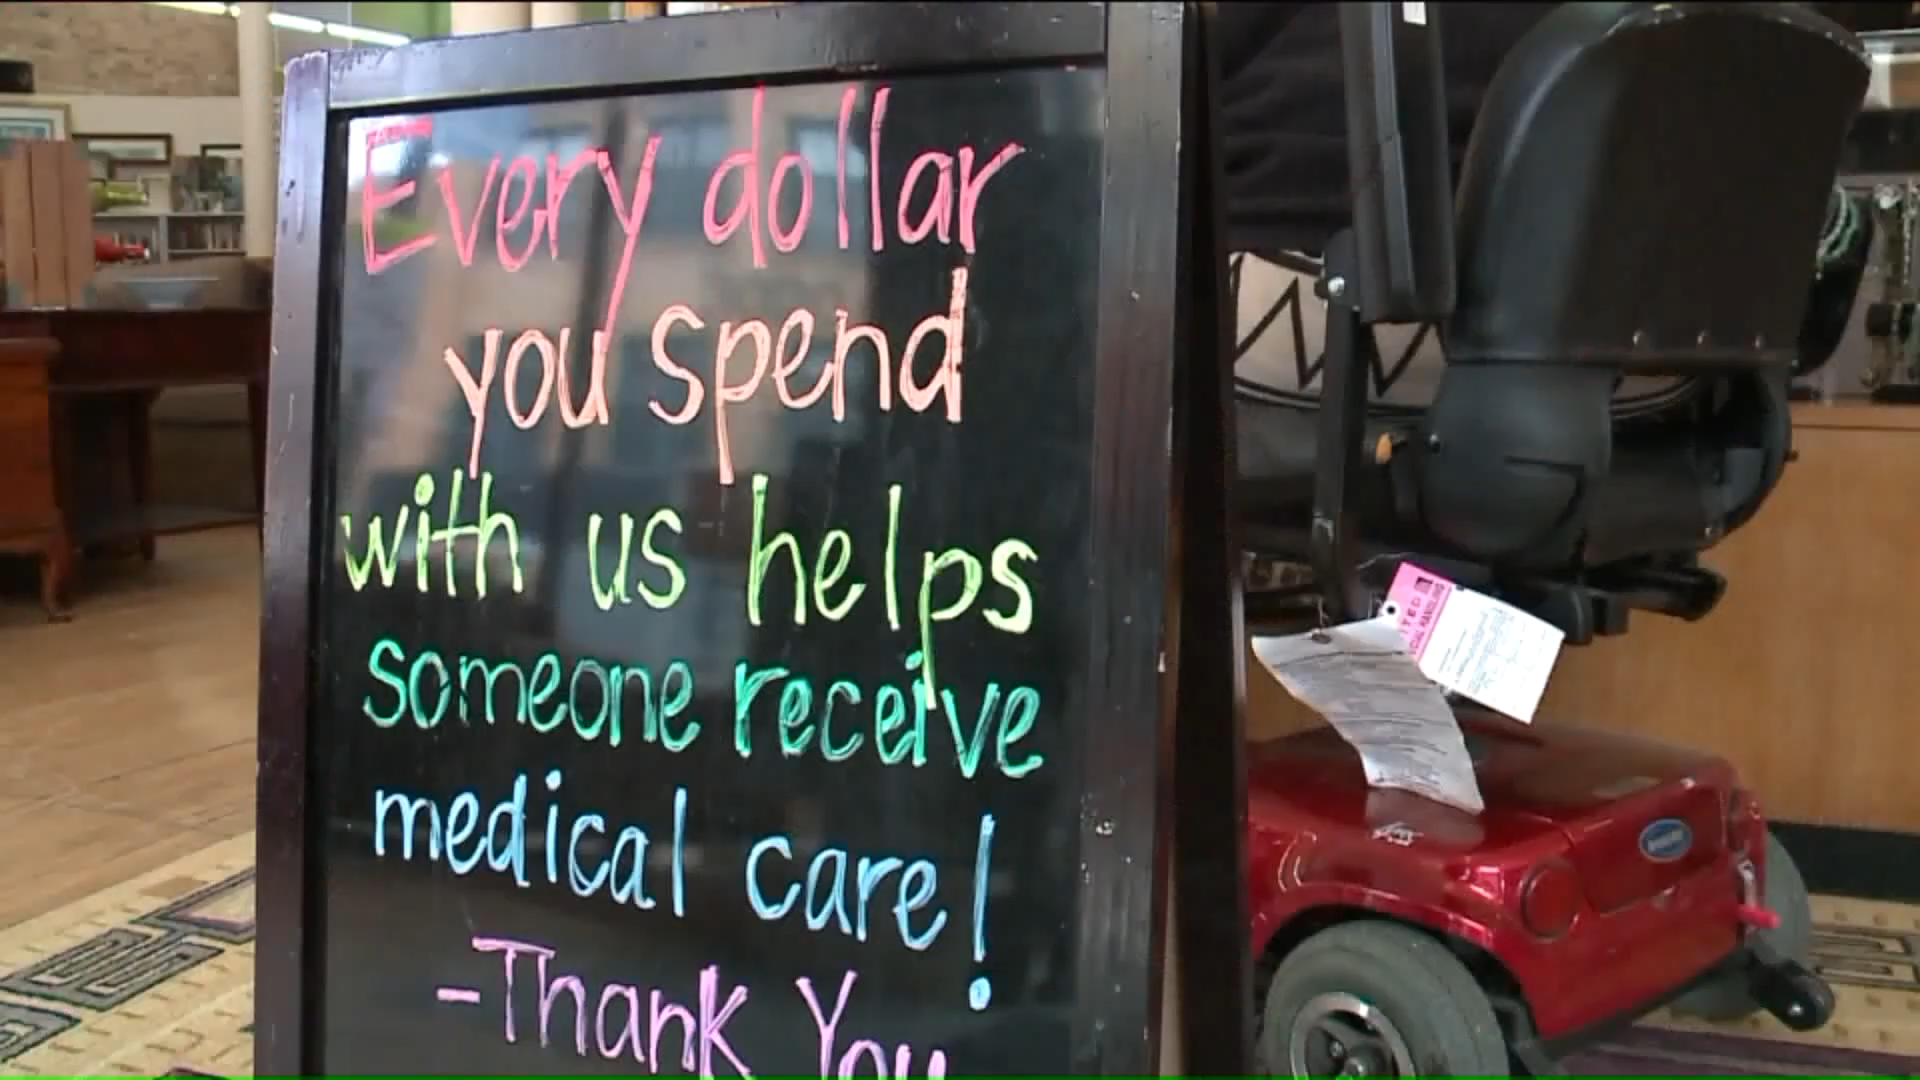 Every dollar
you spend
with us helps
someone receive
medical care!
-Thank You